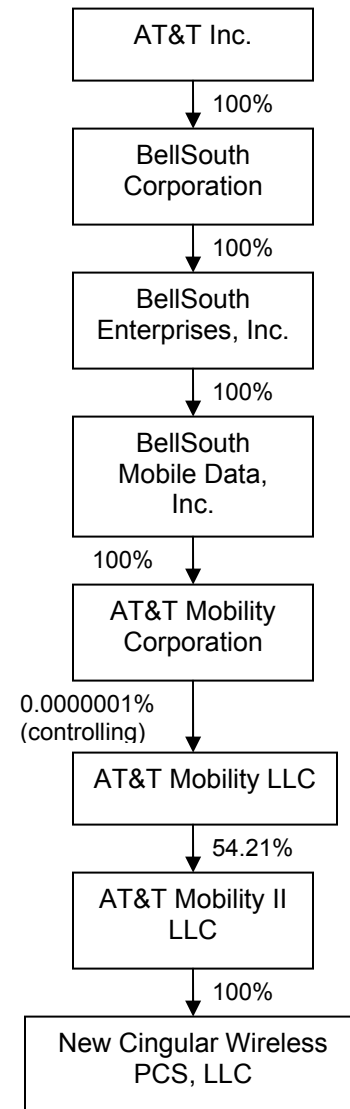 AT&T Inc.
100%
BellSouth
Corporation
100%
BellSouth
Enterprises, Inc.
100%
BellSouth
Mobile Data,
Inc.
100%
AT&T Mobility
Corporation
0.0000001%
(controlling)
AT&T Mobility LLC
54.21%
AT&T Mobility II
LLC
100%
New Cingular Wireless
PCS, LLC